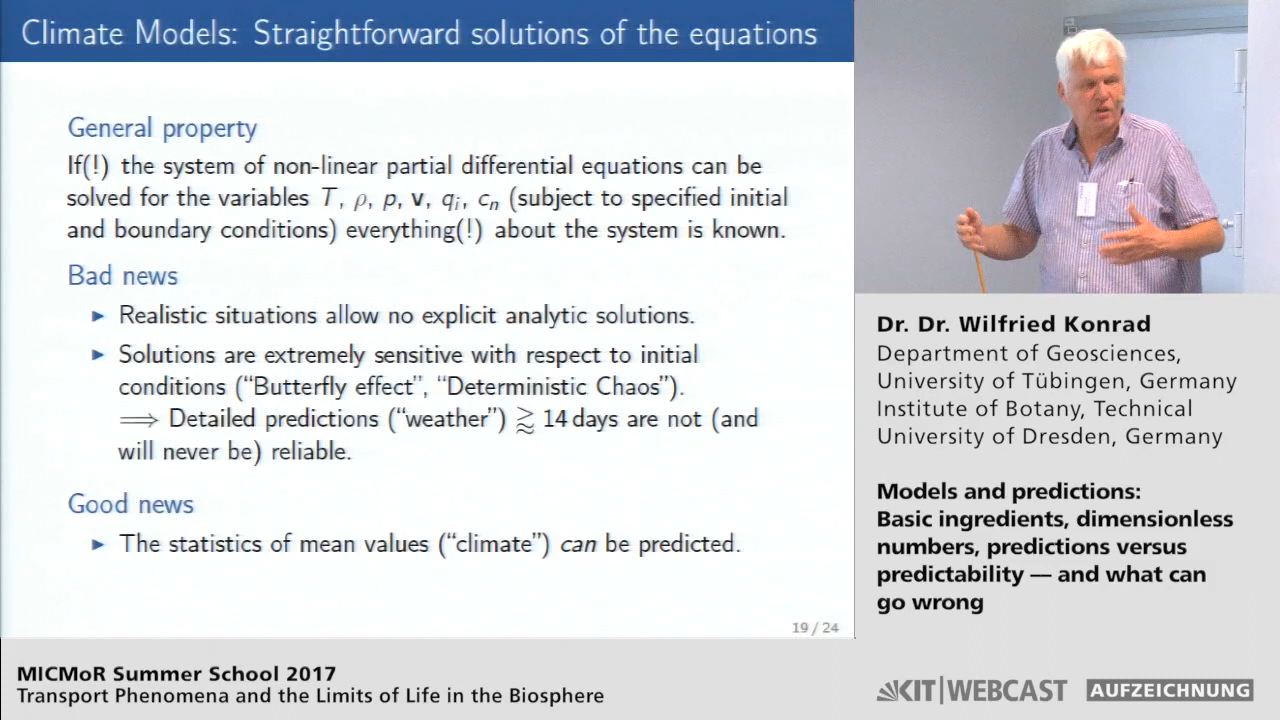 Climate Models: Straightforward solutions of the equations
General property
If(!) the system of non-linear partial differential equations can be
solved for the variables T, ρ, p, v, qᵢ, cₙ (subject to specified initial
and boundary conditions) everything(!) about the system is known.
Bad news
► Realistic situations allow no explicit analytic solutions.
► Solutions are extremely sensitive with respect to initial
conditions (“Butterfly effect”, “Deterministic Chaos”).
⟹ Detailed predictions (“weather”) ⪆ 14 days are not (and
will never be) reliable.
Good news
► The statistics of mean values (“climate”) can be predicted.
19 / 24
Dr. Dr. Wilfried Konrad
Department of Geosciences,
University of Tübingen, Germany
Institute of Botany, Technical
University of Dresden, Germany
Models and predictions:
Basic ingredients, dimensionless
numbers, predictions versus
predictability — and what can
go wrong
MICMoR Summer School 2017
Transport Phenomena and the Limits of Life in the Biosphere
KIT|WEBCAST AUFZEICHNUNG